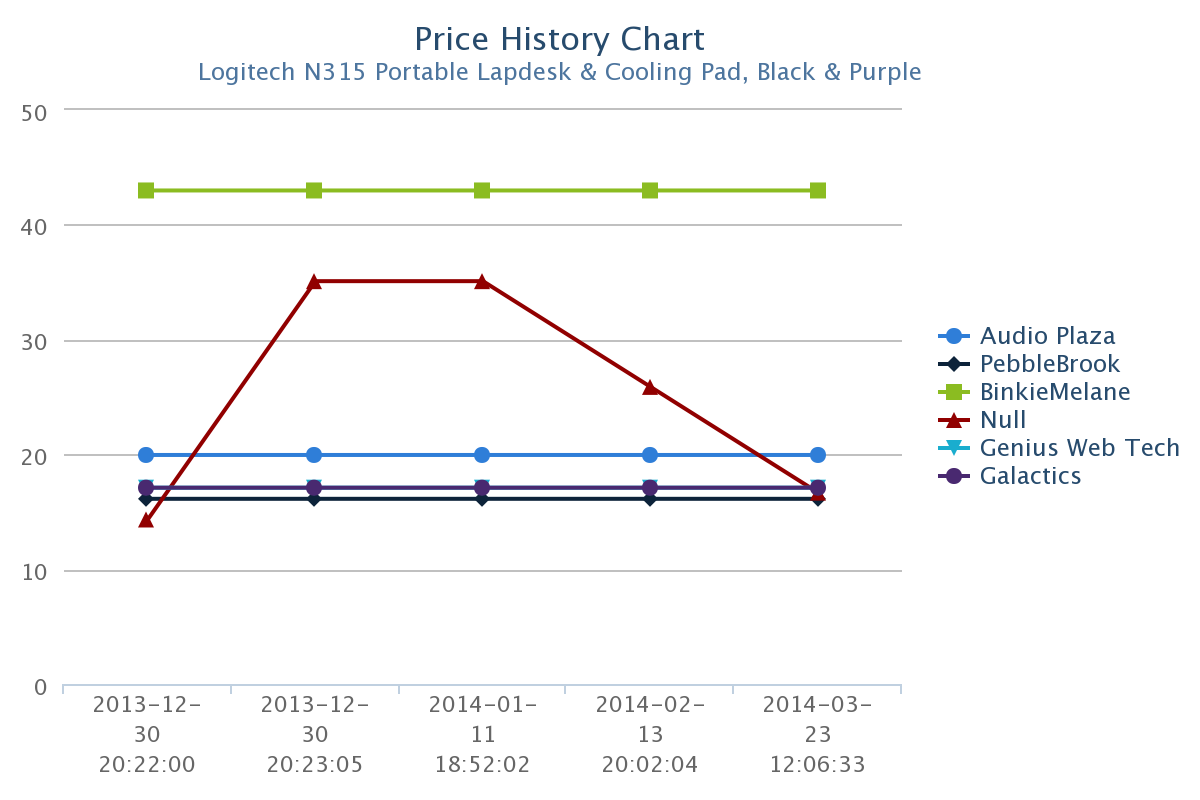 Price History Chart
Logitech N315 Portable Lapdesk & Cooling Pad, Black & Purple
50
40
30
20
10
0
2013-12-
30
20:22:00
2013-12-
30
20:23:05
2014-01-
11
18:52:02
2014-02-
13
20:02:04
2014-03-
23
12:06:33
Audio Plaza
PebbleBrook
BinkieMelane
Null
Genius Web Tech
Galactics